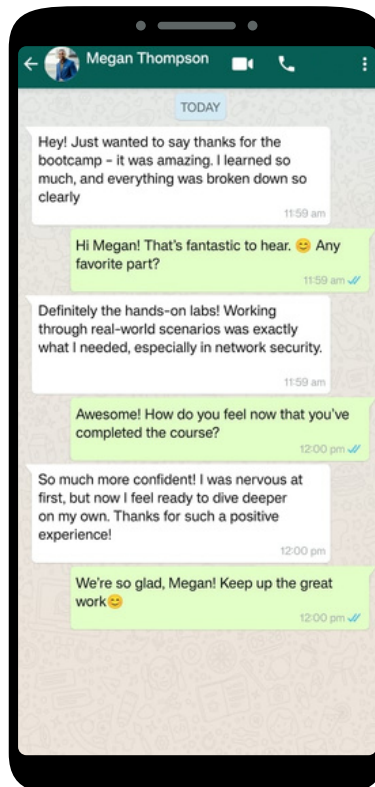 Megan Thompson
TODAY
Hey! Just wanted to say thanks for the
bootcamp – it was amazing. I learned so
much, and everything was broken down so
clearly
11:59 am
Hi Megan! That's fantastic to hear. 😊 Any
favorite part?
11:59 am
Definitely the hands-on labs! Working
through real-world scenarios was exactly
what I needed, especially in network security.
11:59 am
Awesome! How do you feel now that you've
completed the course?
12:00 pm
So much more confident! I was nervous at
first, but now I feel ready to dive deeper
on my own. Thanks for such a positive
experience!
12:00 pm
We're so glad, Megan! Keep up the great
work😊
12:00 pm